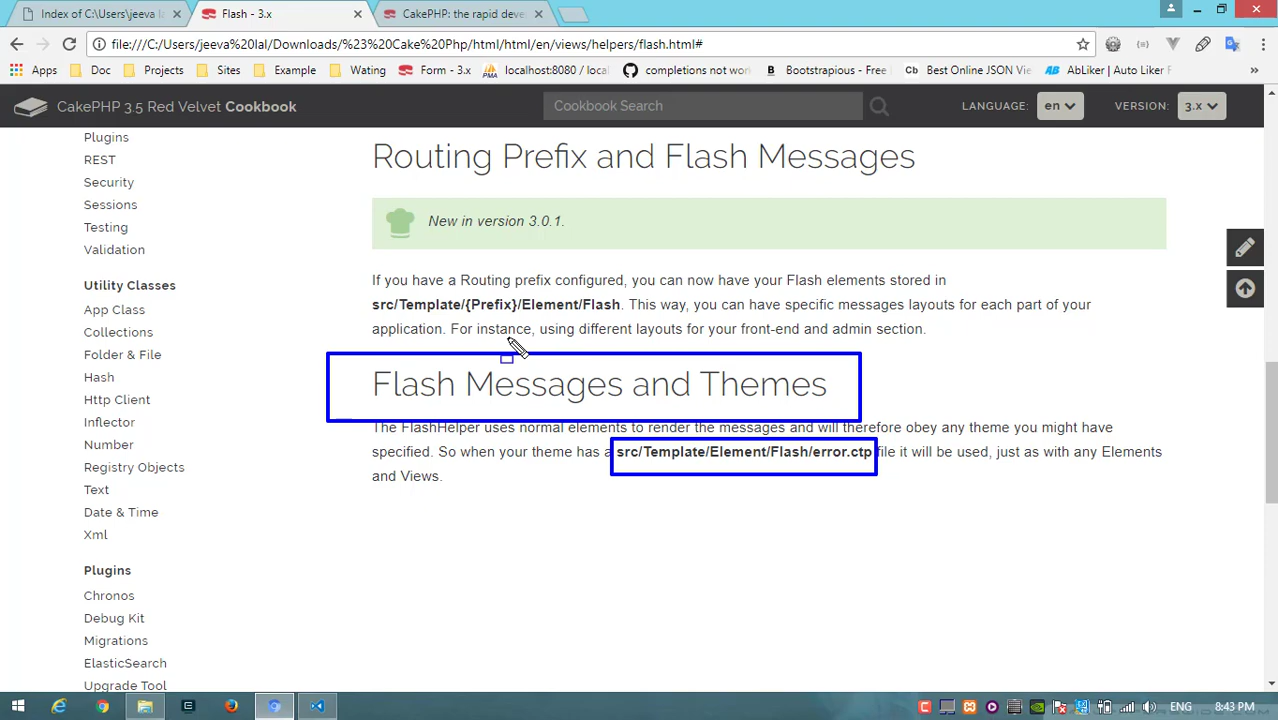 Index of C:\Users\jeeva la
Flash - 3.x
CakePHP: the rapid deve
file:///C:/Users/jeeva%20lal/Downloads/%23%20Cake%20Php/html/html/en/views/helpers/flash.html#
Apps Doc Projects Sites Example Wating Form - 3.x PMA localhost:8080 / local completions not work B Bootstrapious - Free Cb Best Online JSON Vie AB AbLiker | Auto Liker F »
CakePHP 3.5 Red Velvet Cookbook Cookbook Search LANGUAGE: en VERSION: 3.x
Plugins
REST
Security
Sessions
Testing
Validation
Utility Classes
App Class
Collections
Folder & File
Hash
Http Client
Inflector
Number
Registry Objects
Text
Date & Time
Xml
Plugins
Chronos
Debug Kit
Migrations
ElasticSearch
Upgrade Tool
Routing Prefix and Flash Messages
New in version 3.0.1.
If you have a Routing prefix configured, you can now have your Flash elements stored in
src/Template/{Prefix}/Element/Flash. This way, you can have specific messages layouts for each part of your
application. For instance, using different layouts for your front-end and admin section.
Flash Messages and Themes
The FlashHelper uses normal elements to render the messages and will therefore obey any theme you might have
specified. So when your theme has a src/Template/Element/Flash/error.ctp file it will be used, just as with any Elements
and Views.
ENG 8:43 PM